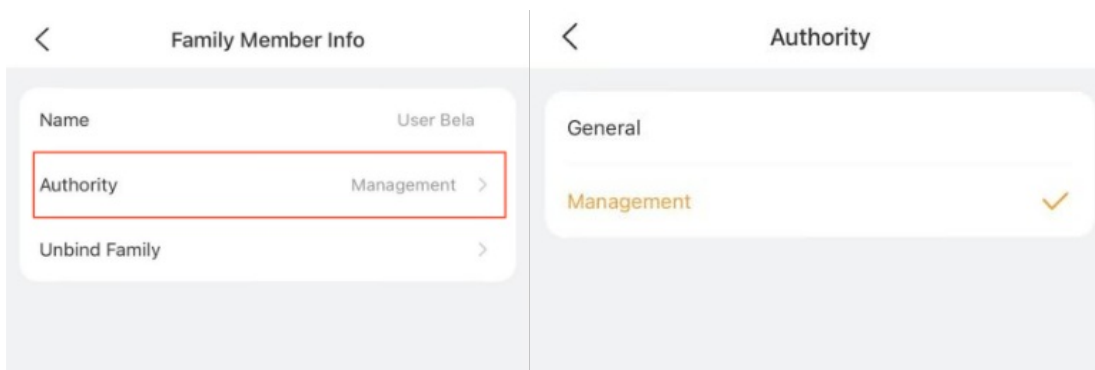 Family Member Info
Name User Bela
Authority Management
Unbind Family
Authority
General
Management